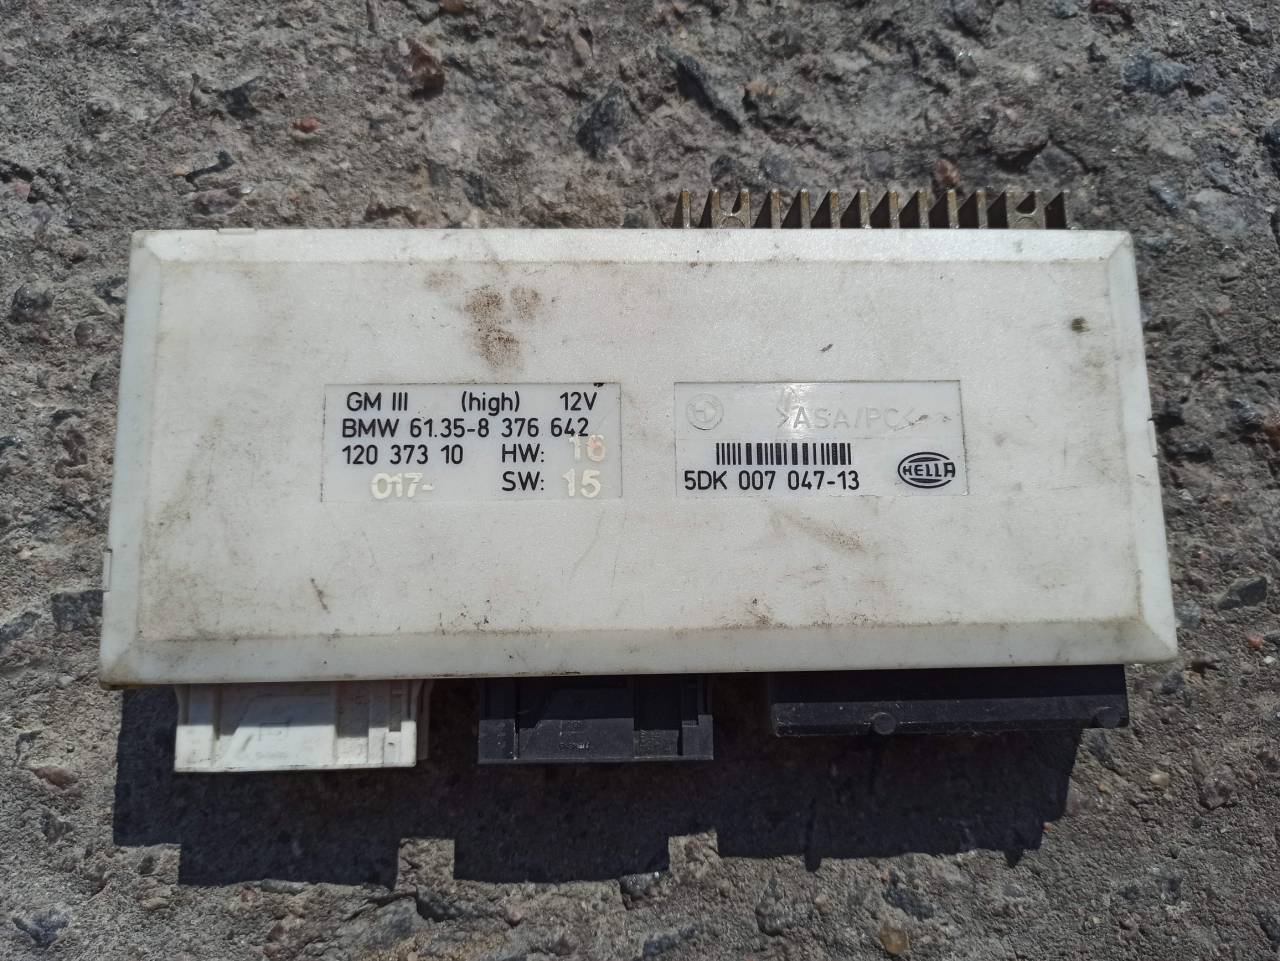 GM III (high) 12V
BMW 61.35-8 376 642
120 373 10 HW: 16
017- SW: 15
>ASA/PC<
5DK 007 047-13
HELLA